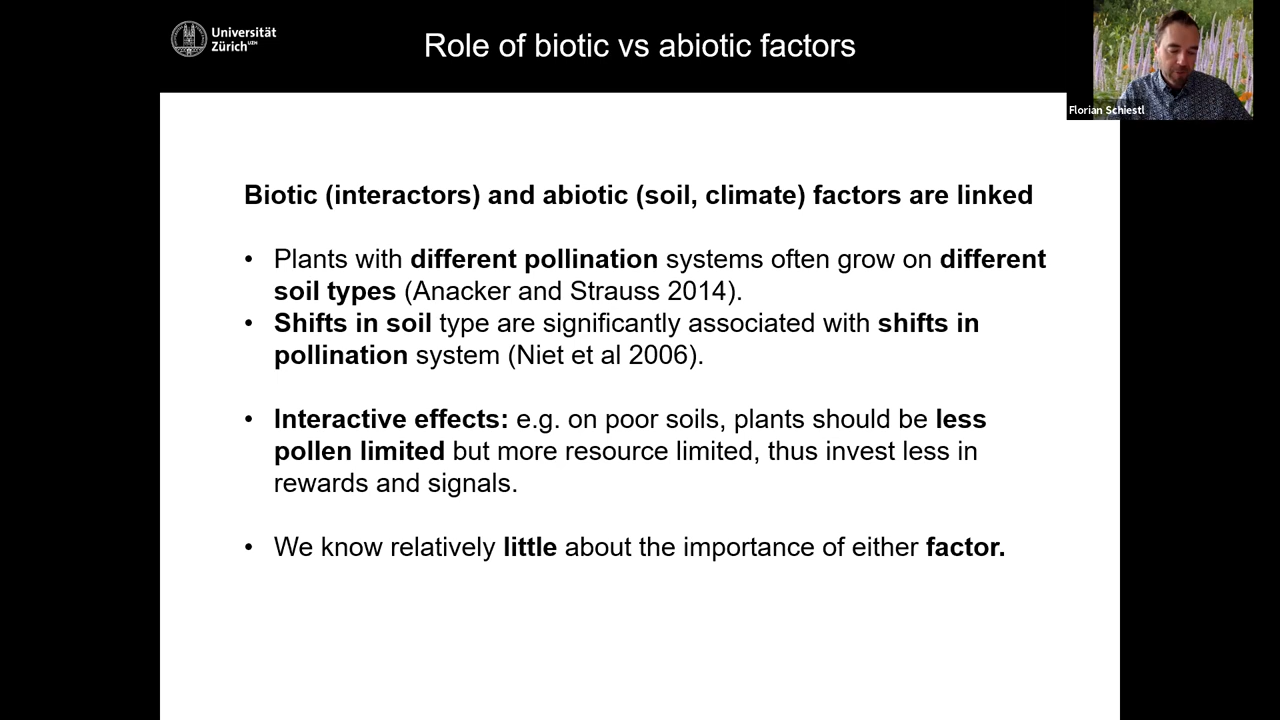 Universität
Zürich UZH
Role of biotic vs abiotic factors
Florian Schiestl
Biotic (interactors) and abiotic (soil, climate) factors are linked
• Plants with different pollination systems often grow on different
soil types (Anacker and Strauss 2014).
• Shifts in soil type are significantly associated with shifts in
pollination system (Niet et al 2006).
• Interactive effects: e.g. on poor soils, plants should be less
pollen limited but more resource limited, thus invest less in
rewards and signals.
• We know relatively little about the importance of either factor.